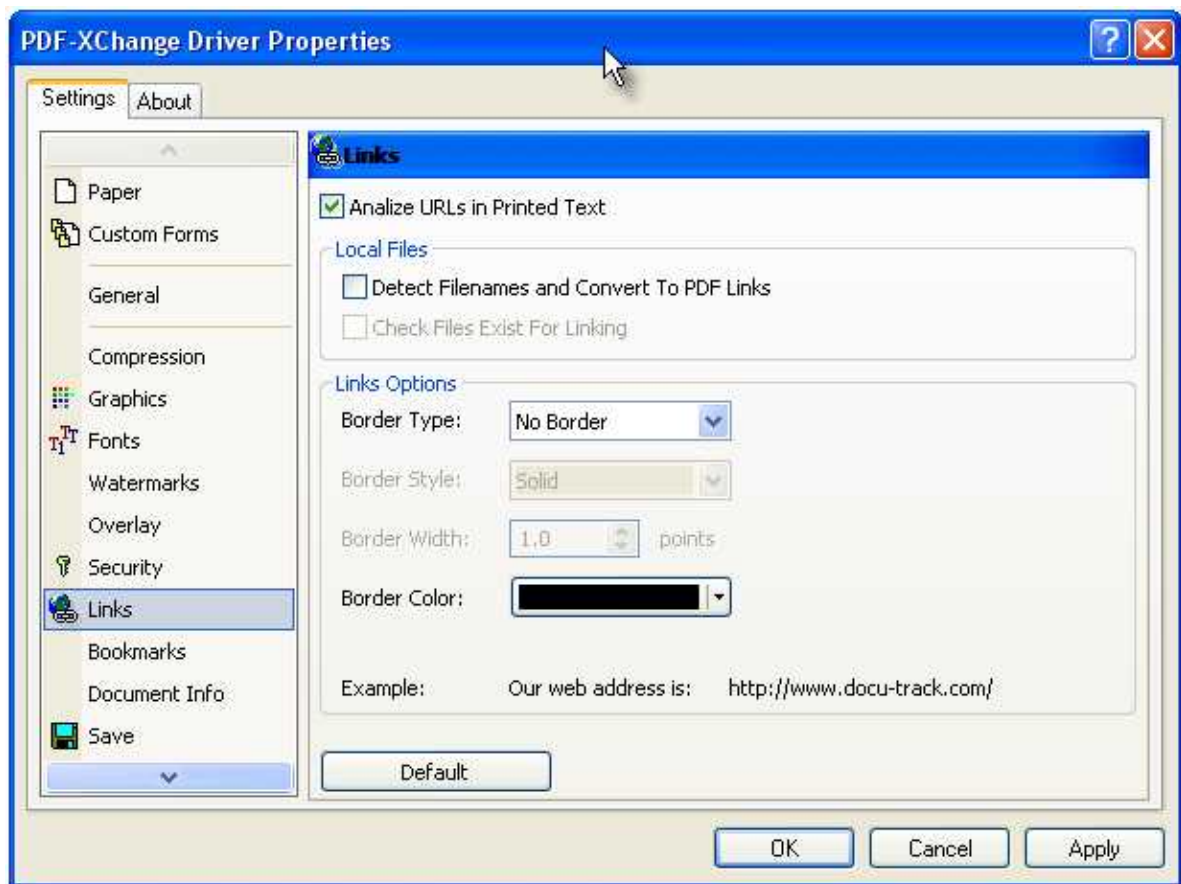 PDF-XChange Driver Properties
Settings
About
Paper
Custom Forms
General
Compression
Graphics
Fonts
Watermarks
Overlay
Security
Links
Bookmarks
Document Info
Save
Links
Analize URLs in Printed Text
Local Files
Detect Filenames and Convert To PDF Links
Check Files Exist For Linking
Links Options
Border Type: No Border
Border Style: Solid
Border Width: 1.0 points
Border Color:
Example: Our web address is: http://www.docu-track.com/
Default
OK Cancel Apply